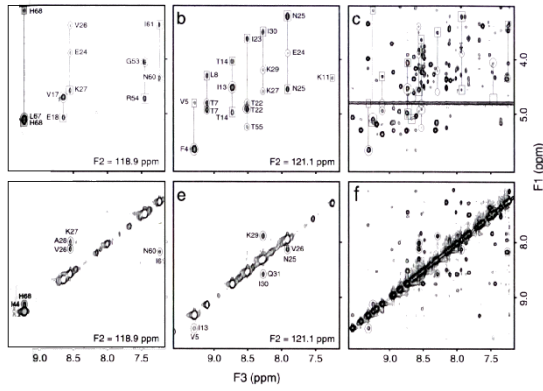 a
H68
V26
I61
E24
G53
N60
K27
V17
R54
L67
E18
H68
F2 = 118.9 ppm
b
N25
I30
I23
E24
T14
K29
L8
K11
I13
K27
N25
V5
T7
T22
T7
T22
T14
T55
F4
F2 = 121.1 ppm
c
4.0
5.0
F1 (ppm)
K27
A28
V26
N60
H68
F2 = 118.9 ppm
e
K29
V26
N25
Q31
I30
I13
V5
F2 = 121.1 ppm
f
8.0
9.0
9.0 8.5 8.0 7.5
9.0 8.5 8.0 7.5
9.0 8.5 8.0 7.5
F3 (ppm)